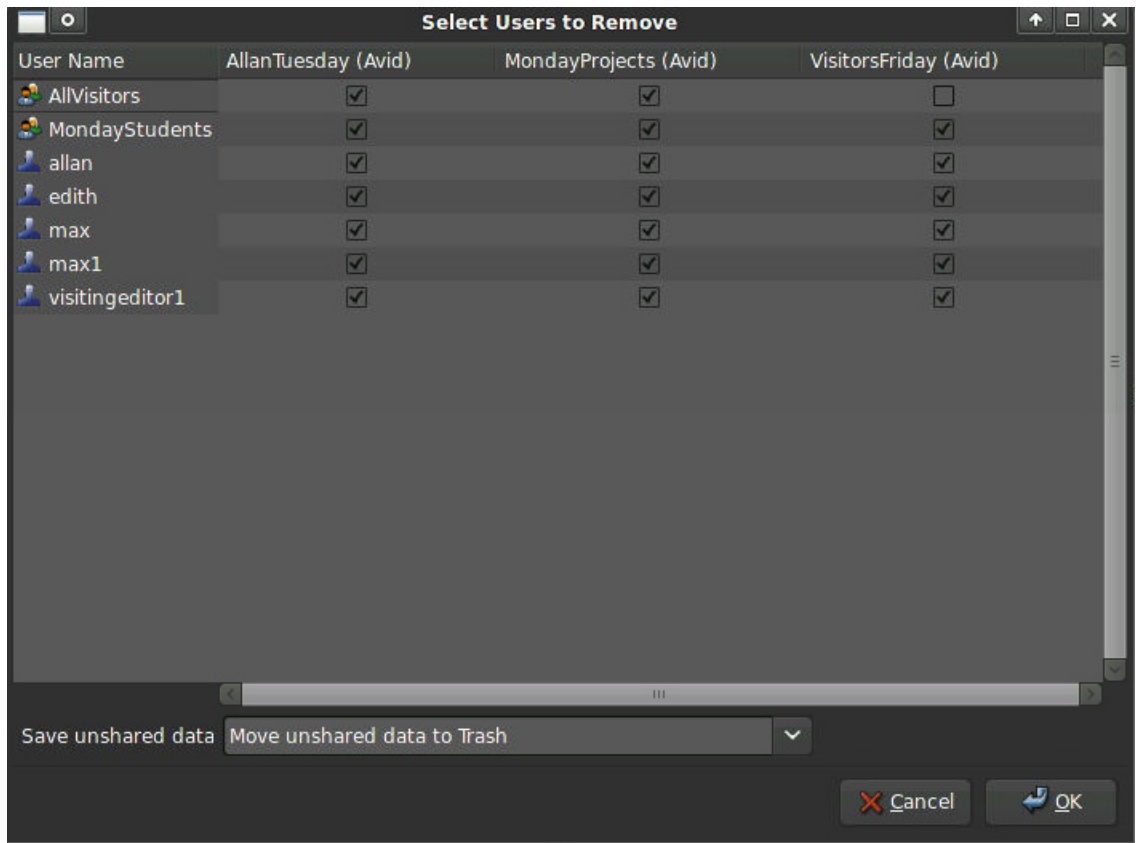 Select Users to Remove
User Name AllanTuesday (Avid) MondayProjects (Avid) VisitorsFriday (Avid)
AllVisitors
MondayStudents
allan
edith
max
max1
visitingeditor1
Save unshared data Move unshared data to Trash
Cancel OK